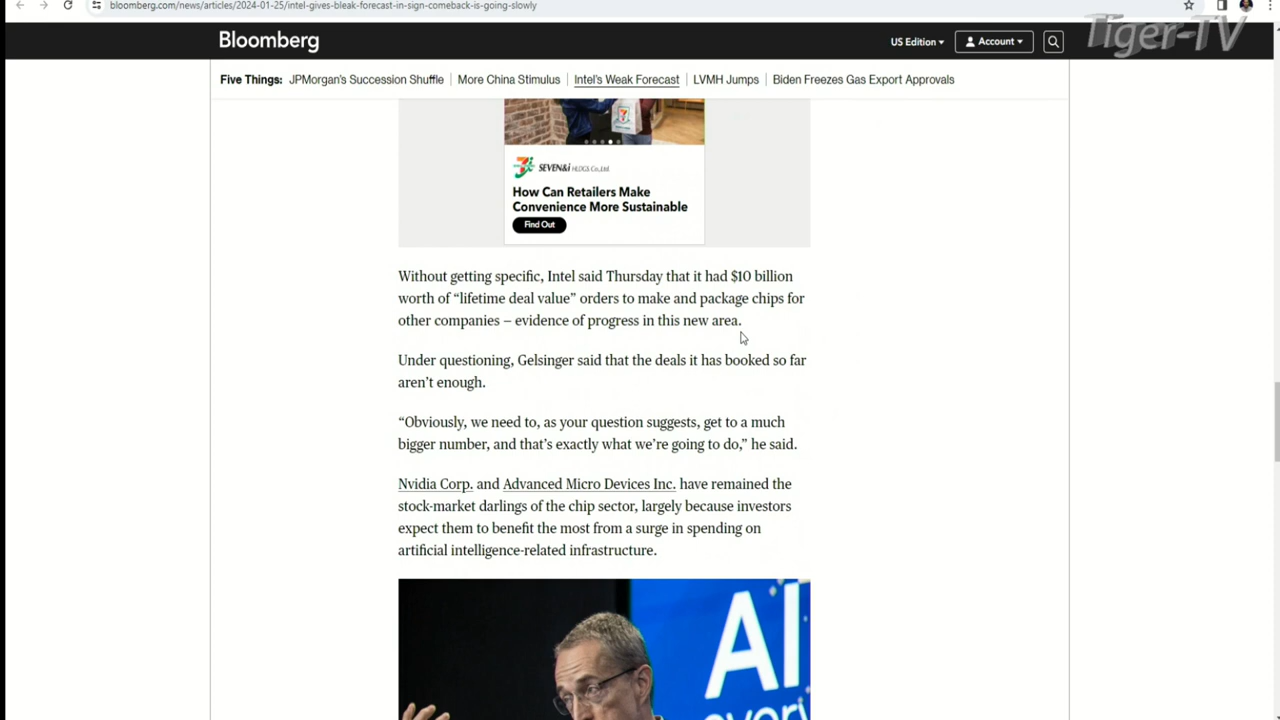 bloomberg.com/news/articles/2024-01-25/intel-gives-bleak-forecast-in-sign-comeback-is-going-slowly
Tiger-TV
Bloomberg
US Edition
Account
Five Things: JPMorgan's Succession Shuffle | More China Stimulus | Intel's Weak Forecast | LVMH Jumps | Biden Freezes Gas Export Approvals
SEVEN&i HLDGS Co., Ltd
How Can Retailers Make
Convenience More Sustainable
Find Out
Without getting specific, Intel said Thursday that it had $10 billion
worth of “lifetime deal value” orders to make and package chips for
other companies – evidence of progress in this new area.
Under questioning, Gelsinger said that the deals it has booked so far
aren’t enough.
“Obviously, we need to, as your question suggests, get to a much
bigger number, and that’s exactly what we’re going to do,” he said.
Nvidia Corp. and Advanced Micro Devices Inc. have remained the
stock-market darlings of the chip sector, largely because investors
expect them to benefit the most from a surge in spending on
artificial intelligence-related infrastructure.
AI